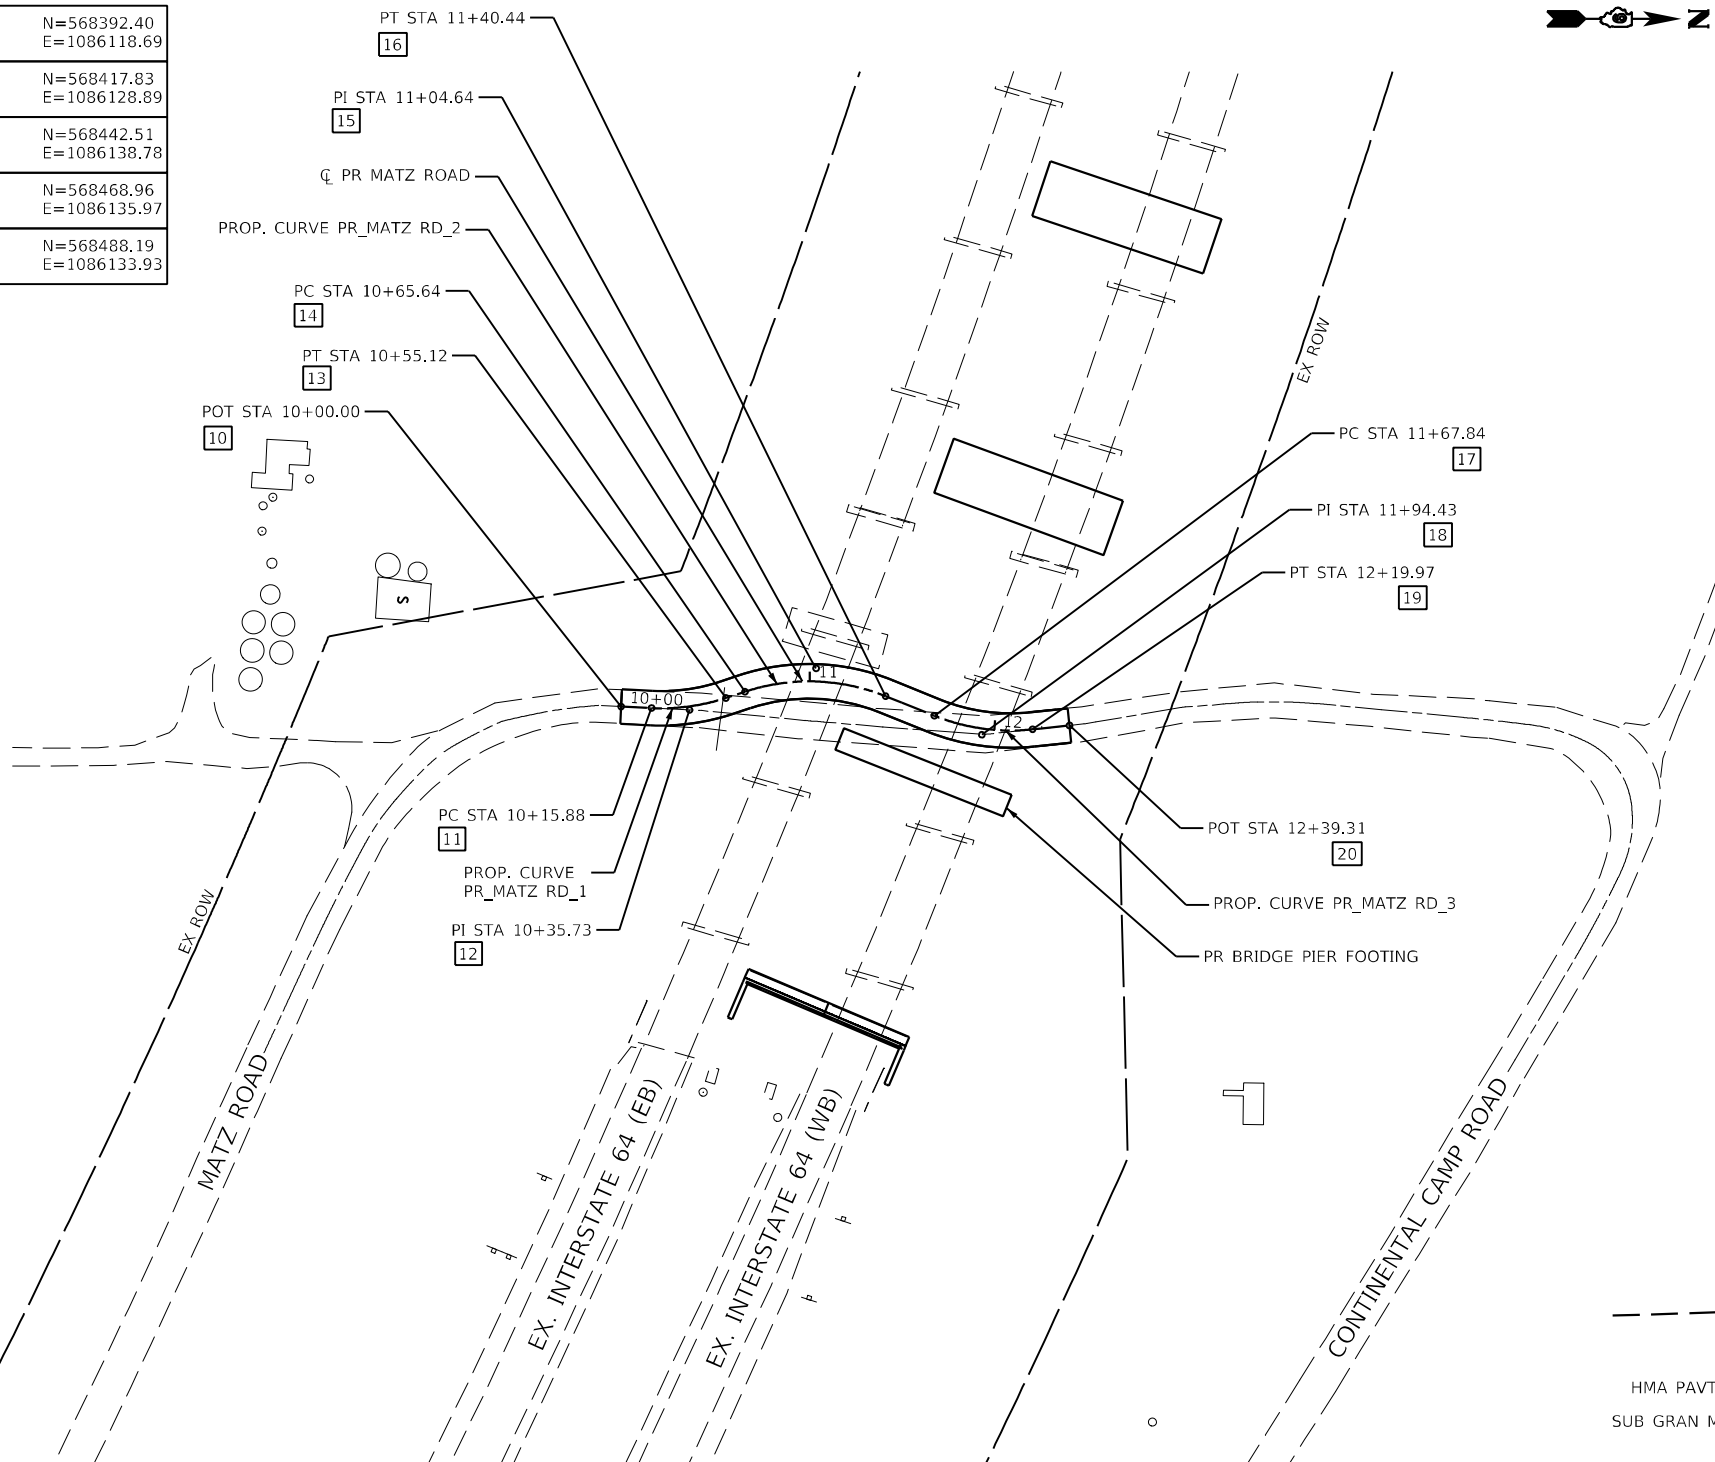 N=568392.40
E=1086118.69
N=568417.83
E=1086128.89
N=568442.51
E=1086138.78
N=568468.96
E=1086135.97
N=568488.19
E=1086133.93
N
PT STA 11+40.44
16
PI STA 11+04.64
15
℄ PR MATZ ROAD
PROP. CURVE PR_MATZ RD_2
PC STA 10+65.64
14
PT STA 10+55.12
13
POT STA 10+00.00
10
EX ROW
PC STA 11+67.84
17
PI STA 11+94.43
18
PT STA 12+19.97
19
S
10+00
11
12
PC STA 10+15.88
11
PROP. CURVE
PR_MATZ RD_1
PI STA 10+35.73
12
POT STA 12+39.31
20
PROP. CURVE PR_MATZ RD_3
PR BRIDGE PIER FOOTING
EX ROW
MATZ ROAD
EX. INTERSTATE 64 (EB)
EX. INTERSTATE 64 (WB)
CONTINENTAL CAMP ROAD
HMA PAVT
SUB GRAN M